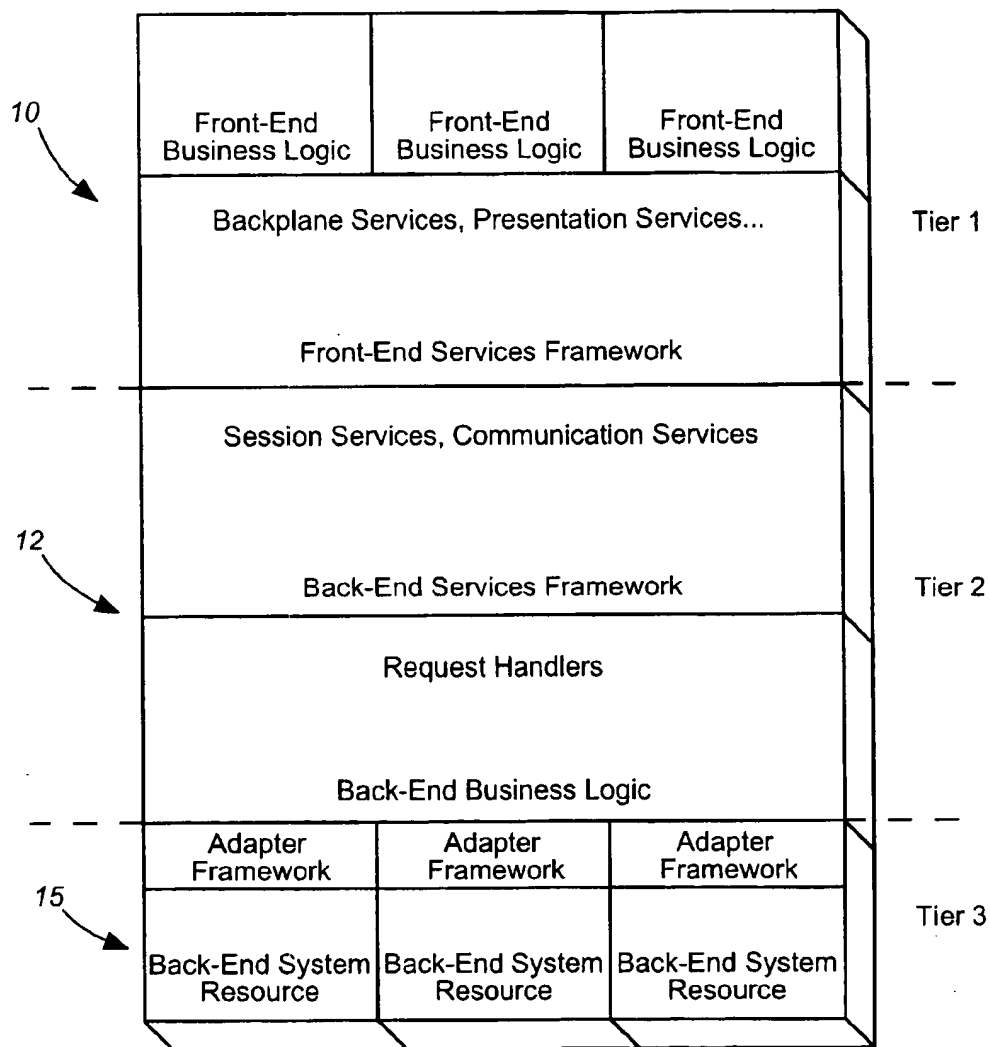 10
Front-End
Business Logic
Front-End
Business Logic
Front-End
Business Logic
Backplane Services, Presentation Services...
Tier 1
Front-End Services Framework
Session Services, Communication Services
12
Back-End Services Framework
Tier 2
Request Handlers
Back-End Business Logic
Adapter
Framework
Adapter
Framework
Adapter
Framework
15
Tier 3
Back-End System
Resource
Back-End System
Resource
Back-End System
Resource